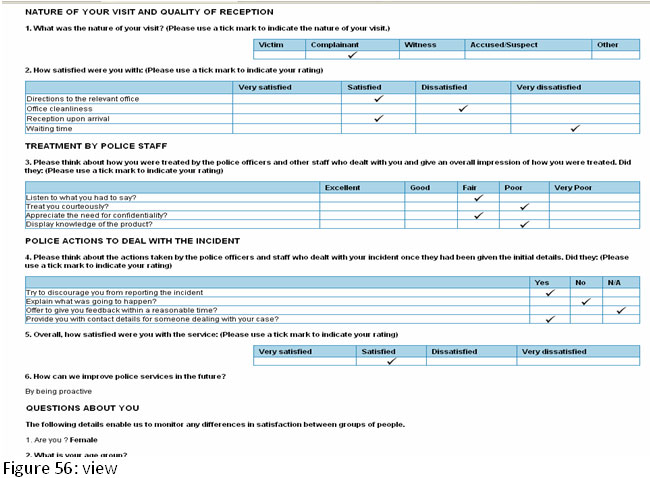 NATURE OF YOUR VISIT AND QUALITY OF RECEPTION
1. What was the nature of your visit? (Please use a tick mark to indicate the nature of your visit.)
Victim Complainant Witness Accused/Suspect Other
✓
2. How satisfied were you with: (Please use a tick mark to indicate your rating)
Very satisfied Satisfied Dissatisfied Very dissatisfied
Directions to the relevant office ✓
Office cleanliness ✓
Reception upon arrival ✓
Waiting time ✓
TREATMENT BY POLICE STAFF
3. Please think about how you were treated by the police officers and other staff who dealt with you and give an overall impression of how you were treated. Did
they: (Please use a tick mark to indicate your rating)
Excellent Good Fair Poor Very Poor
Listen to what you had to say? ✓
Treat you courteously? ✓
Appreciate the need for confidentiality? ✓
Display knowledge of the product? ✓
POLICE ACTIONS TO DEAL WITH THE INCIDENT
4. Please think about the actions taken by the police officers and staff who dealt with your incident once they had been given the initial details. Did they: (Please
use a tick mark to indicate your rating)
Yes No N/A
Try to discourage you from reporting the incident ✓
Explain what was going to happen? ✓
Offer to give you feedback within a reasonable time? ✓
Provide you with contact details for someone dealing with your case? ✓
5. Overall, how satisfied were you with the service: (Please use a tick mark to indicate your rating)
Very satisfied Satisfied Dissatisfied Very dissatisfied
✓
6. How can we improve police services in the future?
By being proactive
QUESTIONS ABOUT YOU
The following details enable us to monitor any differences in satisfaction between groups of people.
1. Are you ? Female
2. What is your age group?
Figure 56: view